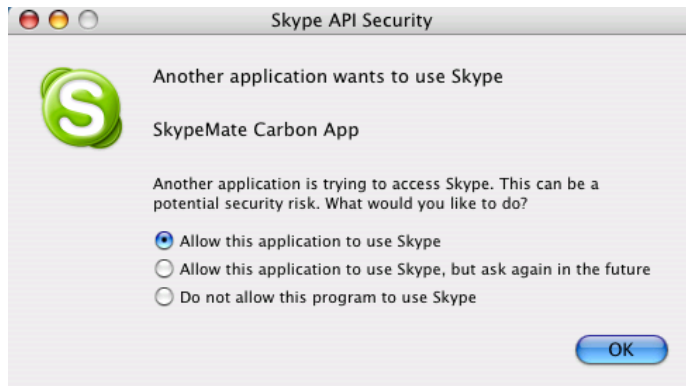 Skype API Security
Another application wants to use Skype
S
SkypeMate Carbon App
Another application is trying to access Skype. This can be a
potential security risk. What would you like to do?
Allow this application to use Skype
Allow this application to use Skype, but ask again in the future
Do not allow this program to use Skype
OK